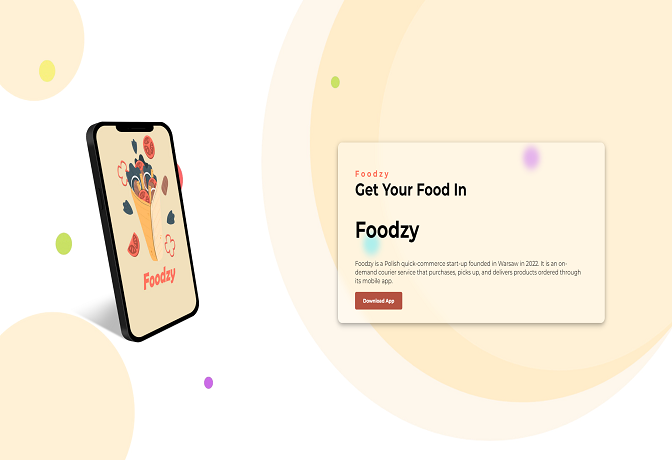 Foodzy
Foodzy
Get Your Food In
Foodzy
Foodzy is a Polish quick-commerce start-up founded in Warsaw in 2022. It is an on-
demand courier service that purchases, picks up, and delivers products ordered through
its mobile app.
Download App